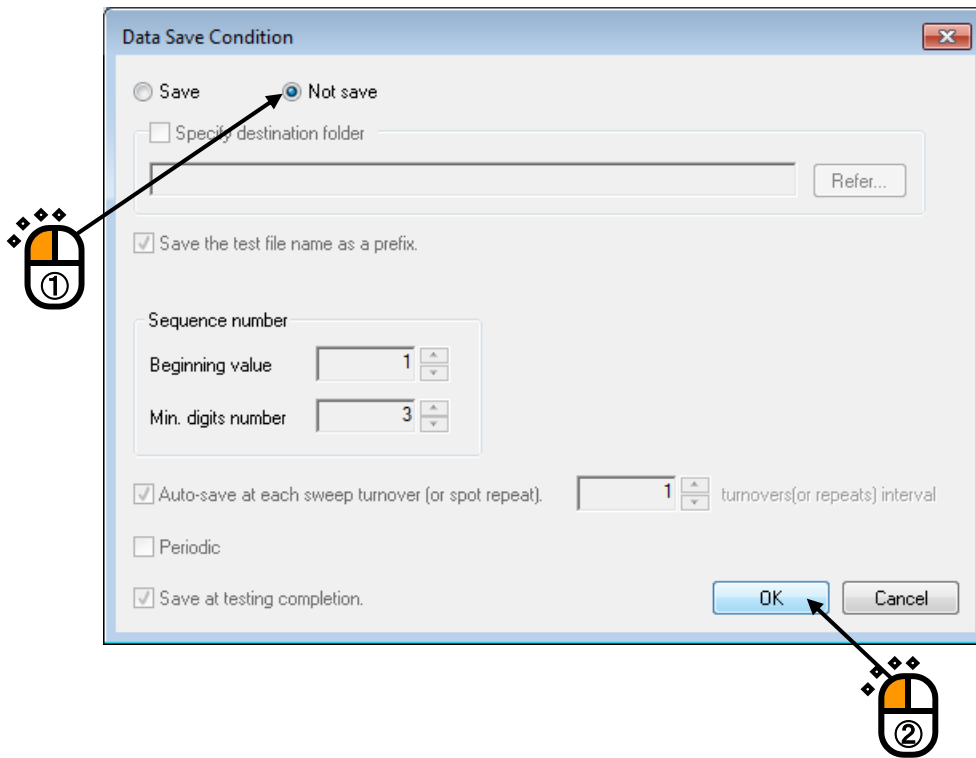 Data Save Condition
Save Not save
Specify destination folder
Refer...
Save the test file name as a prefix.
①
Sequence number
Beginning value 1
Min. digits number 3
Auto-save at each sweep turnover (or spot repeat). 1 turnovers(or repeats) interval
Periodic
Save at testing completion. OK Cancel
②